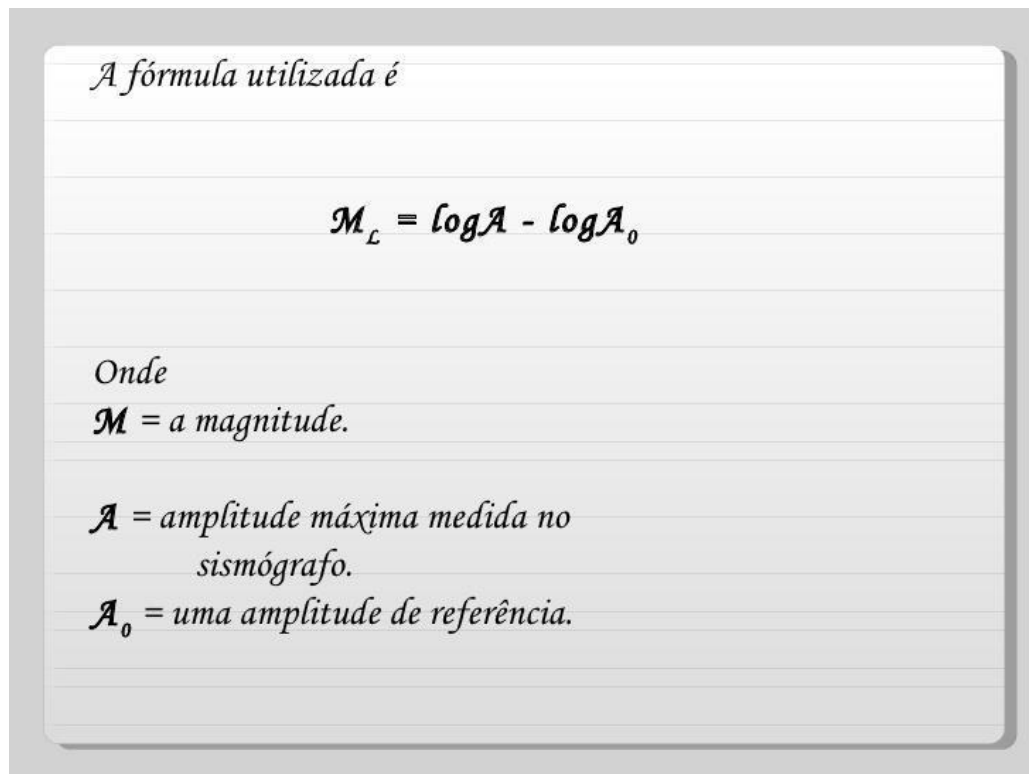 A fórmula utilizada é
M_L = logA - logA_0
Onde
M = a magnitude.
A = amplitude máxima medida no
sismógrafo.
A_0 = uma amplitude de referência.